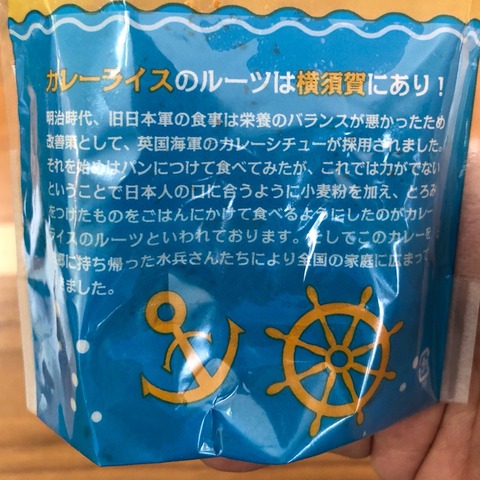 カレーライスのルーツは横須賀にあり！
明治時代、旧日本軍の食事は栄養のバランスが悪かったため
改善策として、英国海軍のカレーシチューが採用されました。
それを始めはパンにつけて食べてみたが、これでは力がでない
ということで日本人の口に合うように小麦粉を加え、とろみ
をつけたものをごはんにかけて食べるようにしたのがカレー
ライスのルーツといわれております。そしてこのカレーを
に持ち帰った水兵さんたちにより全国の家庭に広まって
きました。